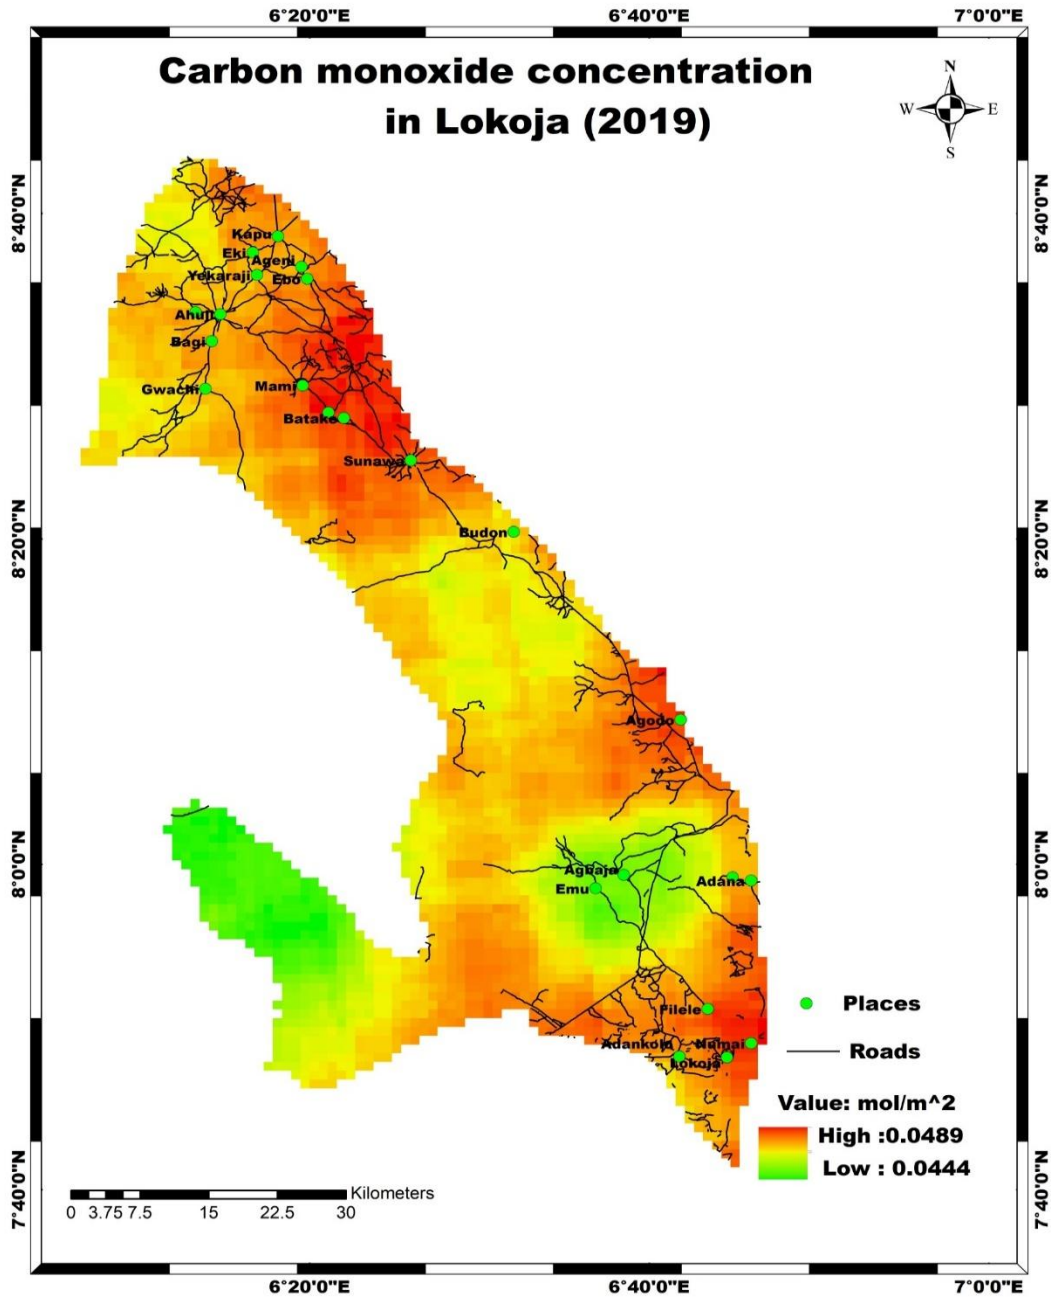 6°20'0"E 6°40'0"E 7°0'0"E
Carbon monoxide concentration
in Lokoja (2019)
N
W E
S
8°40'0"N 8°40'0"N
Kapu
Eki
Ageni
Yekaraji
Ebo
Ahuji
Bagi
Gwachi
Mami
Batake
Sunawa
8°20'0"N 8°20'0"N
Budon
Agodo
8°0'0"N 8°0'0"N
Agbaja
Adana
Emu
Places
Filele
Adankolo
Namai
Roads
Lokoja
Value: mol/m^2
High :0.0489
Low : 0.0444
7°40'0"N 7°40'0"N
Kilometers
0 3.75 7.5 15 22.5 30
6°20'0"E 6°40'0"E 7°0'0"E